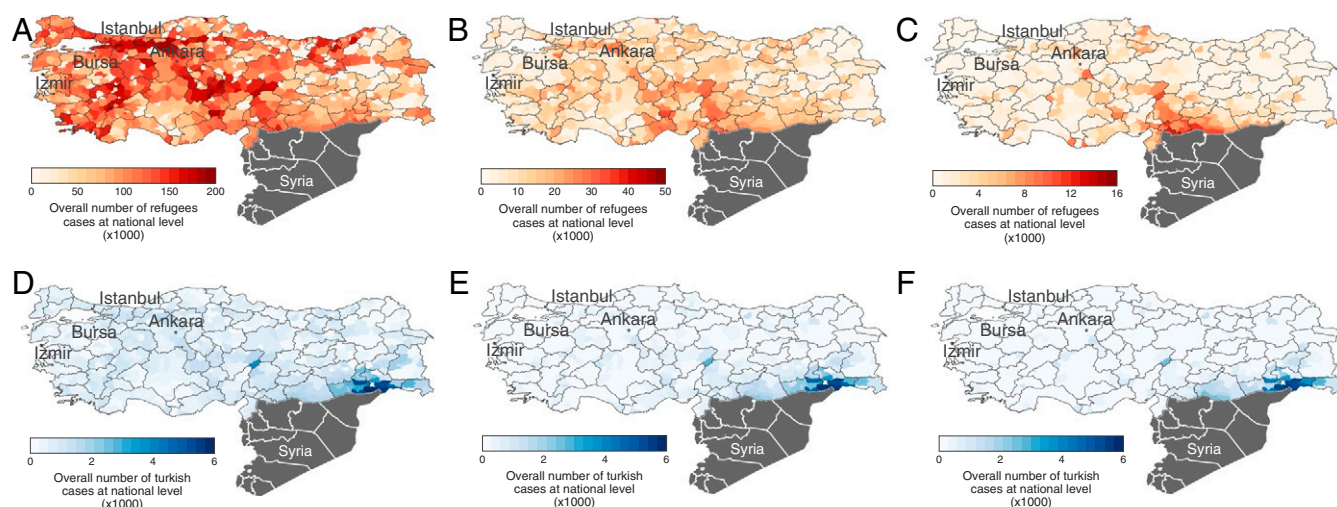 A
Istanbul
Ankara
Bursa
Izmir
Syria
0 50 100 150 200
Overall number of refugees
cases at national level
(x1000)
B
Istanbul
Ankara
Bursa
Izmir
Syria
0 10 20 30 40 50
Overall number of refugees
cases at national level
(x1000)
C
Istanbul
Ankara
Bursa
Izmir
Syria
0 4 8 12 16
Overall number of refugees
cases at national level
(x1000)
D
Istanbul
Ankara
Bursa
Izmir
Syria
0 2 4 6
Overall number of turkish
cases at national level
(x1000)
E
Istanbul
Ankara
Bursa
Izmir
Syria
0 2 4 6
Overall number of turkish
cases at national level
(x1000)
F
Istanbul
Ankara
Bursa
Izmir
Syria
0 2 4 6
Overall number of turkish
cases at national level
(x1000)